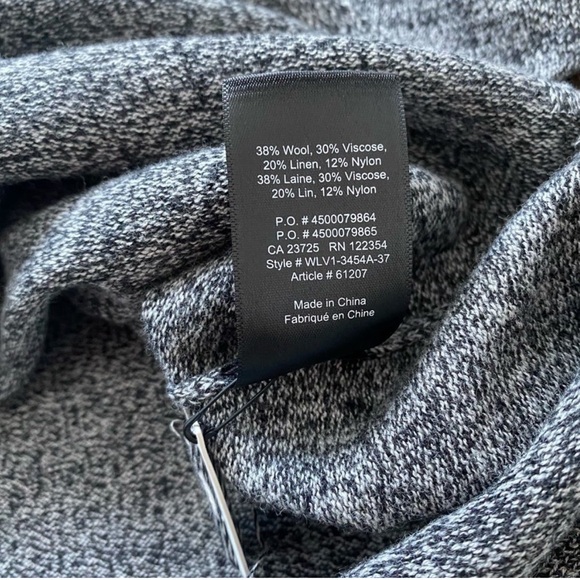 38% Wool, 30% Viscose,
20% Linen, 12% Nylon
38% Laine, 30% Viscose,
20% Lin, 12% Nylon
P.O. # 4500079864
P.O. # 4500079865
CA 23725 RN 122354
Style # WLV1-3454A-37
Article # 61207
Made in China
Fabriqué en Chine